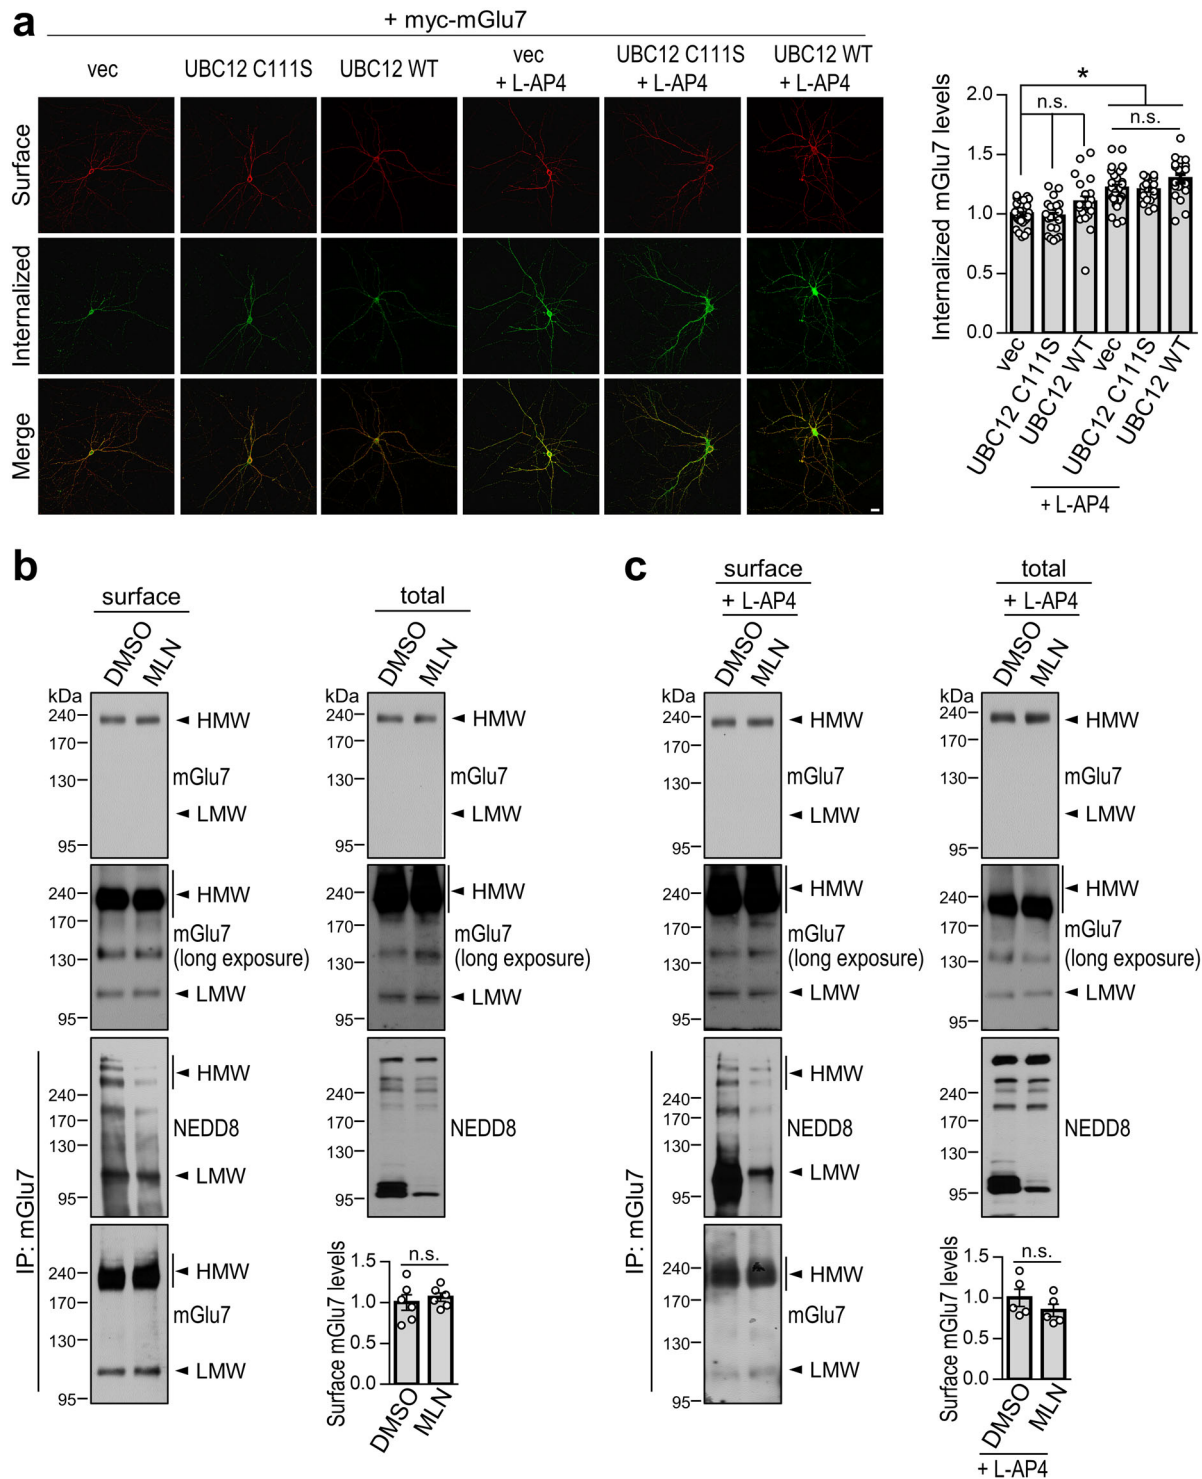 a
+ myc-mGlu7
vec
UBC12 C111S
UBC12 WT
vec
+ L-AP4
UBC12 C111S
+ L-AP4
UBC12 WT
+ L-AP4
Surface
Internalized
Merge
Internalized mGlu7 levels
2.0
1.5
1.0
0.5
0.0
*
n.s.
n.s.
vec
UBC12 C111S
UBC12 WT
vec
UBC12 C111S
UBC12 WT
+ L-AP4
b
surface
DMSO
MLN
kDa
240
170
130
95
HMW
mGlu7
LMW
240
170
130
95
HMW
mGlu7
(long exposure)
LMW
IP: mGlu7
240
170
130
95
HMW
NEDD8
LMW
240
170
130
95
HMW
mGlu7
LMW
total
DMSO
MLN
240
170
130
95
HMW
mGlu7
LMW
240
170
130
95
HMW
mGlu7
(long exposure)
LMW
240
170
130
95
NEDD8
Surface mGlu7 levels
1.5
1.0
0.5
0.0
n.s.
DMSO
MLN
c
surface
+ L-AP4
DMSO
MLN
kDa
240
170
130
95
HMW
mGlu7
LMW
240
170
130
95
HMW
mGlu7
(long exposure)
LMW
IP: mGlu7
240
170
130
95
HMW
NEDD8
LMW
240
170
130
95
HMW
mGlu7
LMW
total
+ L-AP4
DMSO
MLN
240
170
130
95
HMW
mGlu7
LMW
240
170
130
95
HMW
mGlu7
(long exposure)
LMW
240
170
130
95
NEDD8
Surface mGlu7 levels
1.5
1.0
0.5
0.0
n.s.
DMSO
MLN
+ L-AP4